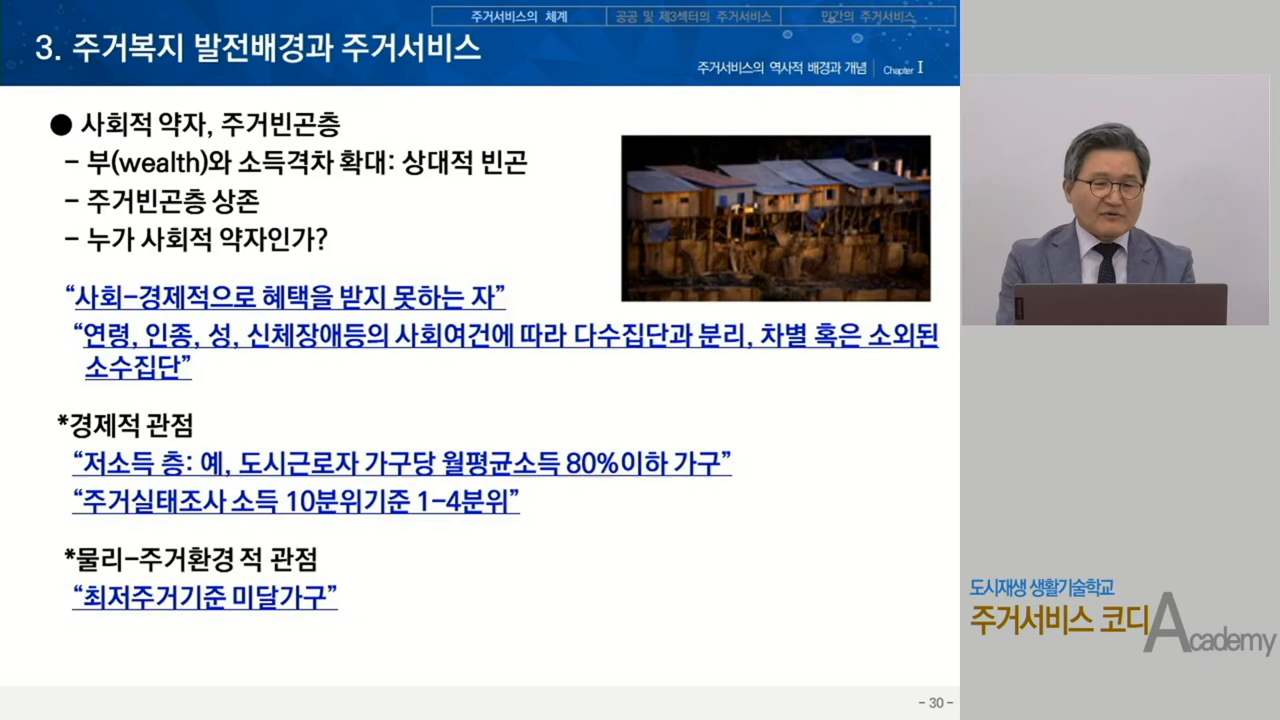 주거서비스의 체계
공공 및 제3섹터의 주거서비스
민간의 주거서비스
3. 주거복지 발전배경과 주거서비스
주거서비스의 역사적 배경과 개념 Chapter I
● 사회적 약자, 주거빈곤층
- 부(wealth)와 소득격차 확대: 상대적 빈곤
- 주거빈곤층 상존
- 누가 사회적 약자인가?
“사회-경제적으로 혜택을 받지 못하는 자”
“연령, 인종, 성, 신체장애등의 사회여건에 따라 다수집단과 분리, 차별 혹은 소외된
소수집단”
*경제적 관점
“저소득 층: 예, 도시근로자 가구당 월평균소득 80%이하 가구”
“주거실태조사 소득 10분위기준 1-4분위”
*물리-주거환경 적 관점
“최저주거기준 미달가구”
- 30 -
도시재생 생활기술학교
주거서비스 코디 Academy